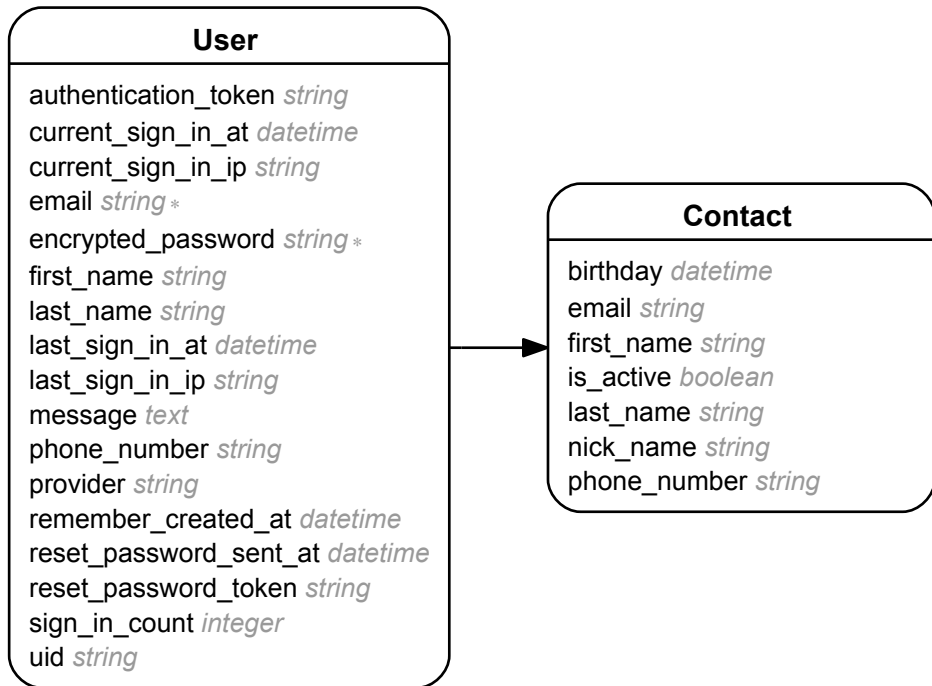 User
authentication_token string
current_sign_in_at datetime
current_sign_in_ip string
email string *
encrypted_password string *
first_name string
last_name string
last_sign_in_at datetime
last_sign_in_ip string
message text
phone_number string
provider string
remember_created_at datetime
reset_password_sent_at datetime
reset_password_token string
sign_in_count integer
uid string
Contact
birthday datetime
email string
first_name string
is_active boolean
last_name string
nick_name string
phone_number string